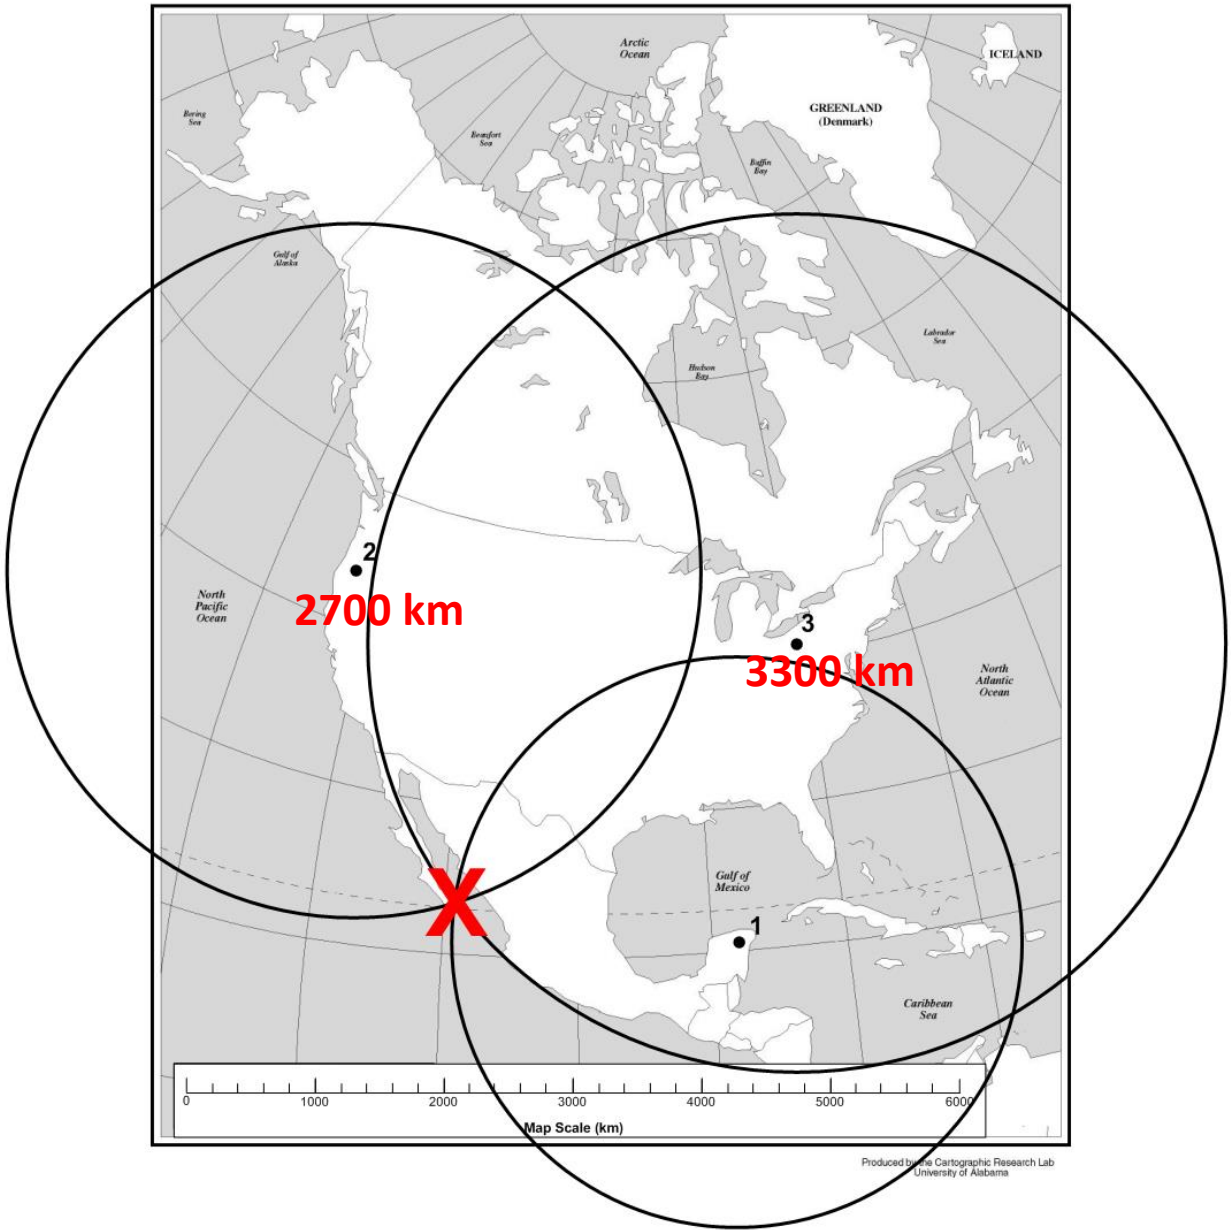 Arctic
Ocean
ICELAND
GREENLAND
(Denmark)
Bering
Sea
Beaufort
Sea
Baffin
Bay
Gulf of
Alaska
Labrador
Sea
Hudson
Bay
2
North
Pacific
Ocean
2700 km
3
3300 km
North
Atlantic
Ocean
X
Gulf of
Mexico
1
Caribbean
Sea
0 1000 2000 3000 4000 5000 6000
Map Scale (km)
Produced by the Cartographic Research Lab
University of Alabama